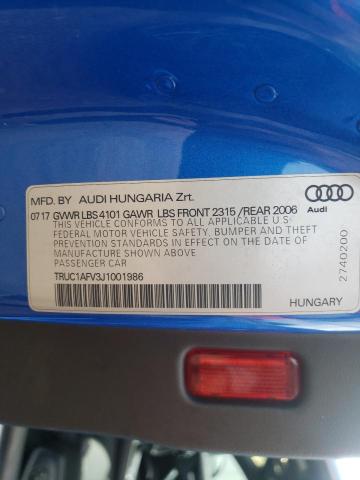 MFD. BY AUDI HUNGARIA Zrt.
07 17 GVWR LBS 4101 GAWR LBS FRONT 2315 /REAR 2006
THIS VEHICLE CONFORMS TO ALL APPLICABLE U.S
FEDERAL MOTOR VEHICLE SAFETY, BUMPER AND THEFT
PREVENTION STANDARDS IN EFFECT ON THE DATE OF
MANUFACTURE SHOWN ABOVE
PASSENGER CAR
TRUC1AFV3J1001986
Audi
2740200
HUNGARY